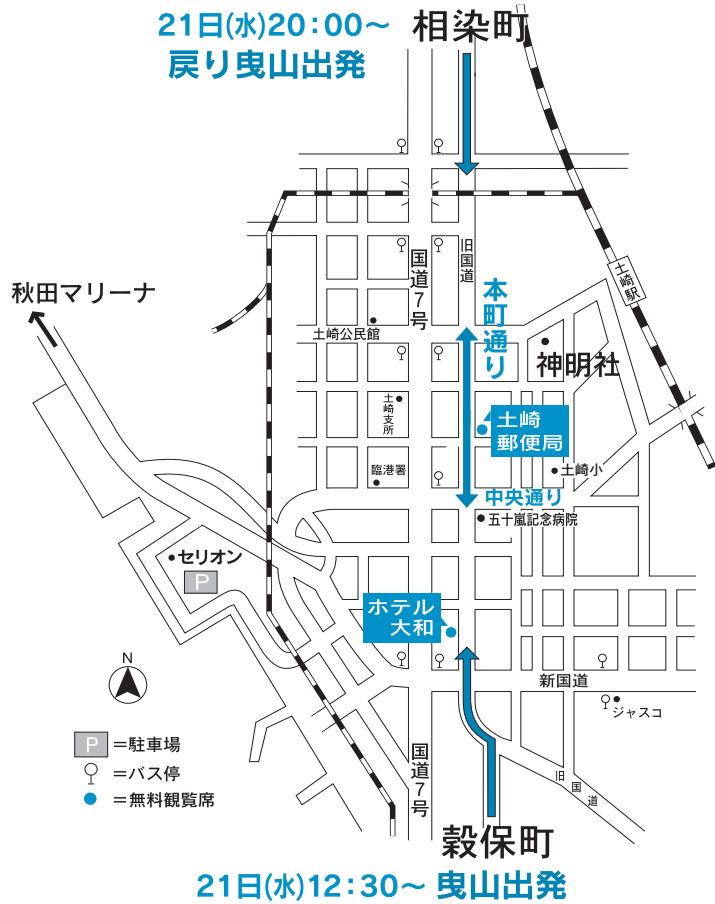 21日(水)20：00～
戻り曳山出発
相染町
旧国道
国道7号
土崎駅
秋田マリーナ
本町通り
土崎公民館
神明社
土崎支所
土崎
郵便局
臨港署
土崎小
中央通り
五十嵐記念病院
セリオン
P
ホテル
大和
N
新国道
ジャスコ
P＝駐車場
＝バス停
＝無料観覧席
国道7号
旧国道
穀保町
21日(水)12：30～ 曳山出発